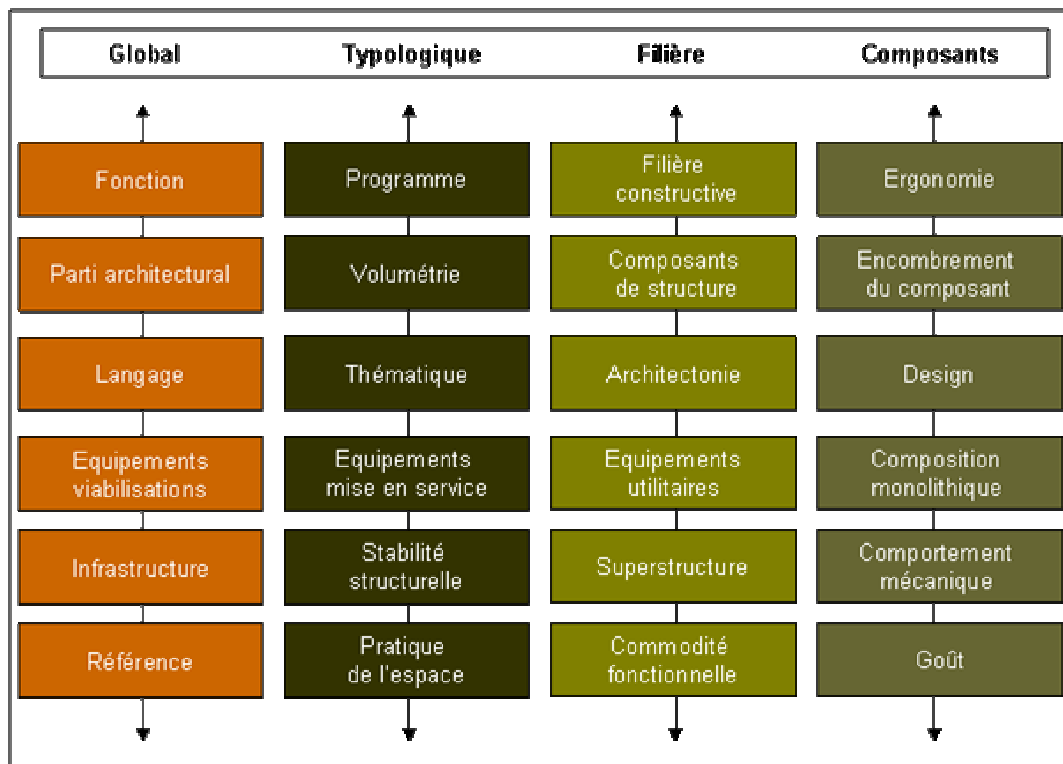 Global Typologique Filière Composants
Fonction
Programme
Filière
constructive
Ergonomie
Parti architectural
Volumétrie
Composants
de structure
Encombrement
du composant
Langage
Thématique
Architectonie
Design
Equipements
viabilisations
Equipements
mise en service
Equipements
utilitaires
Composition
monolithique
Infrastructure
Stabilité
structurelle
Superstructure
Comportement
mécanique
Référence
Pratique
de l'espace
Commodité
fonctionnelle
Goût